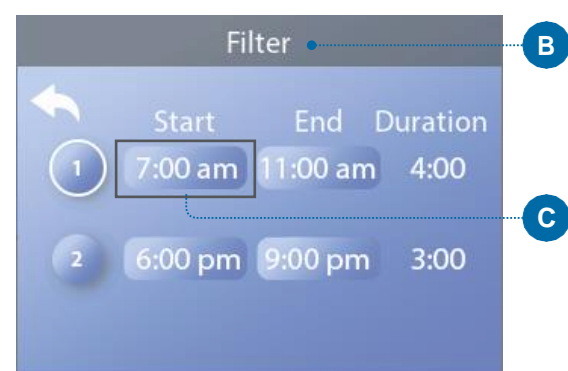 Filter
B
Start End Duration
1 7:00 am 11:00 am 4:00
C
2 6:00 pm 9:00 pm 3:00